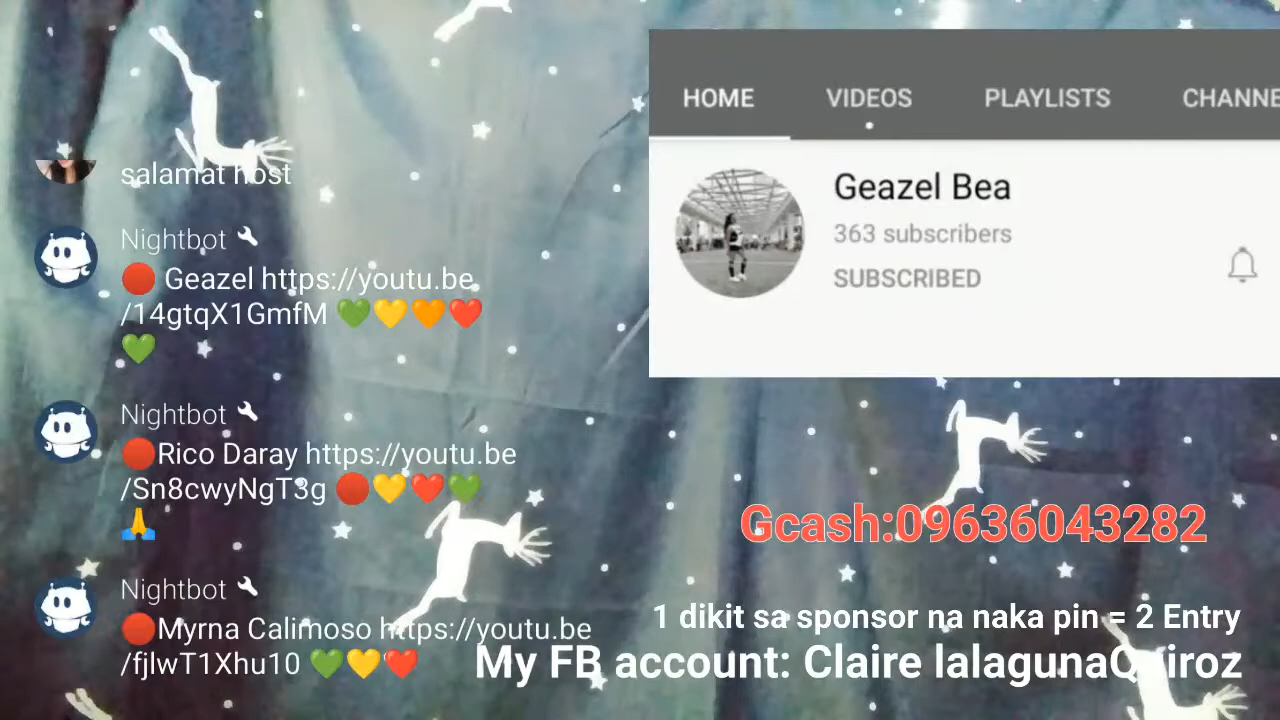 salamat host
Nightbot
🔴 Geazel https://youtu.be
/14gtqX1GmfM 💚💛🧡❤️
💚
Nightbot
🔴Rico Daray https://youtu.be
/Sn8cwyNgT3g 🔴💛❤️💚
🙏
Nightbot
🔴Myrna Calimoso https://youtu.be
/fjlwT1Xhu10 💚💛❤️
HOME VIDEOS PLAYLISTS CHANNE
Geazel Bea
363 subscribers
SUBSCRIBED
Gcash:09636043282
1 dikit sa sponsor na naka pin = 2 Entry
My FB account: Claire